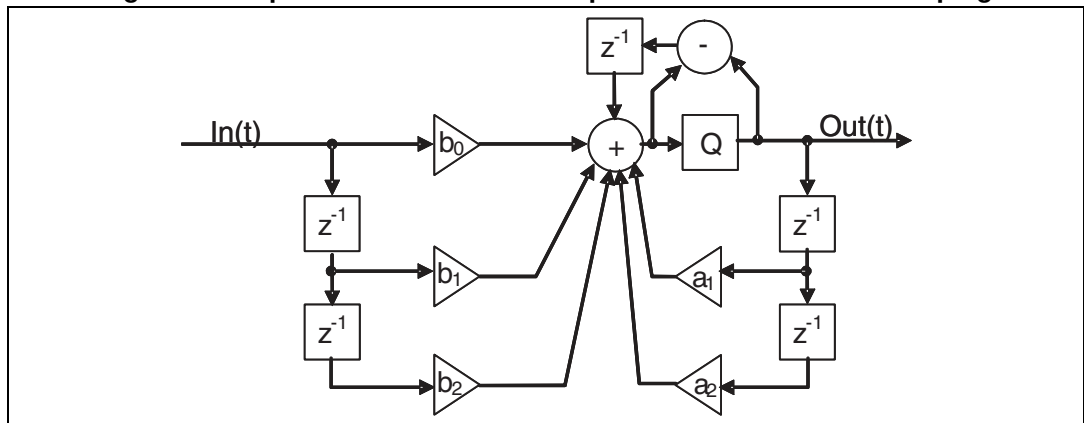 z⁻¹
-
In(t)
b₀
+
Q
Out(t)
z⁻¹
z⁻¹
b₁
a₁
z⁻¹
z⁻¹
b₂
a₂